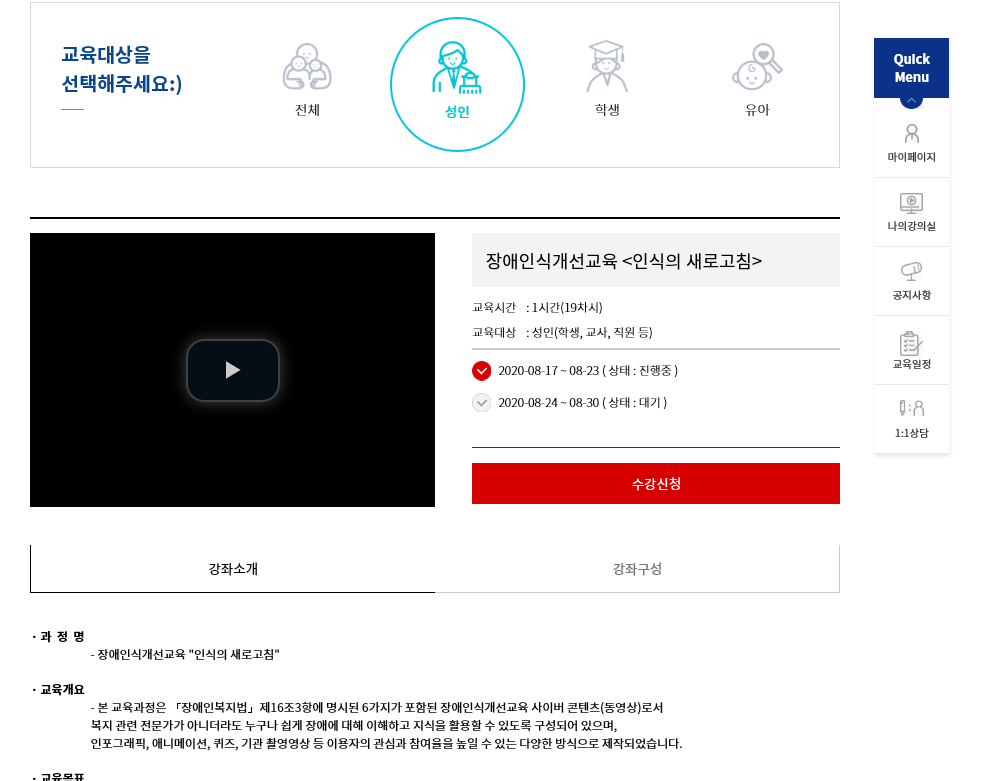 교육대상을
선택해주세요:)
전체
성인
학생
유아
Quick
Menu
마이페이지
나의강의실
공지사항
교육일정
1:1상담
장애인식개선교육 <인식의 새로고침>
교육시간 : 1시간(19차시)
교육대상 : 성인(학생, 교사, 직원 등)
2020-08-17 ~ 08-23 ( 상태 : 진행중 )
2020-08-24 ~ 08-30 ( 상태 : 대기 )
수강신청
강좌소개
강좌구성
· 과 정 명
- 장애인식개선교육 "인식의 새로고침"
· 교육개요
- 본 교육과정은 「장애인복지법」제16조3항에 명시된 6가지가 포함된 장애인식개선교육 사이버 콘텐츠(동영상)로서
복지 관련 전문가가 아니더라도 누구나 쉽게 장애에 대해 이해하고 지식을 활용할 수 있도록 구성되어 있으며,
인포그래픽, 애니메이션, 퀴즈, 기관 촬영영상 등 이용자의 관심과 참여율을 높일 수 있는 다양한 방식으로 제작되었습니다.
· 교육목표